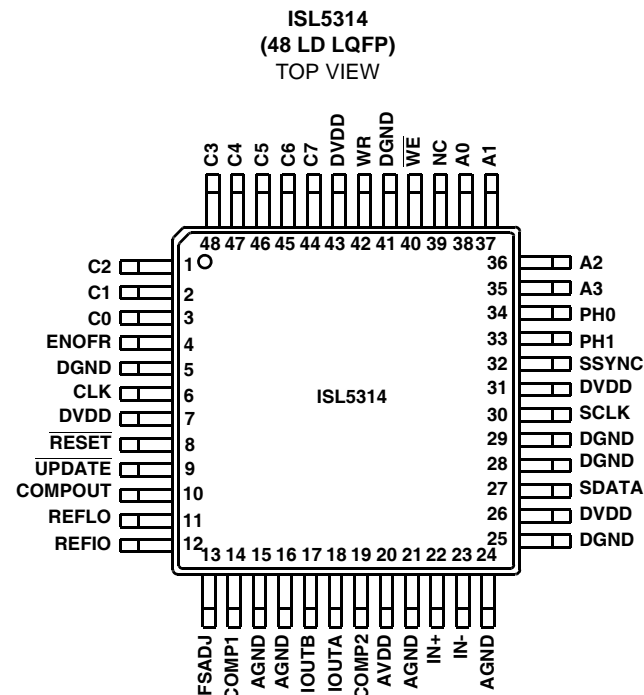 ISL5314
(48 LD LQFP)
TOP VIEW
C3 C4 C5 C6 C7 DVDD WR DGND WE NC A0 A1
48 47 46 45 44 43 42 41 40 39 38 37
C2 1
C1 2
C0 3
ENOFR 4
DGND 5
CLK 6
DVDD 7
RESET 8
UPDATE 9
COMPOUT 10
REFLO 11
REFIO 12
ISL5314
36 A2
35 A3
34 PH0
33 PH1
32 SSYNC
31 DVDD
30 SCLK
29 DGND
28 DGND
27 SDATA
26 DVDD
25 DGND
13 14 15 16 17 18 19 20 21 22 23 24
FSADJ COMP1 AGND AGND IOUTB IOUTA COMP2 AVDD AGND IN+ IN- AGND